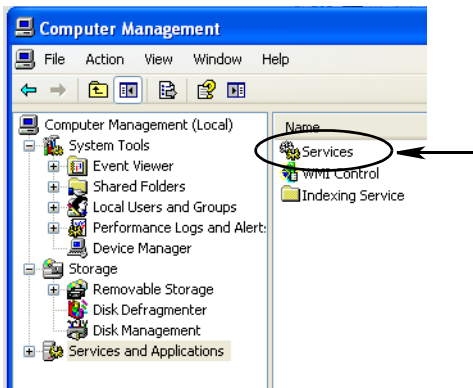 Computer Management
File Action View Window Help
Computer Management (Local)
System Tools
Event Viewer
Shared Folders
Local Users and Groups
Performance Logs and Alert:
Device Manager
Storage
Removable Storage
Disk Defragmenter
Disk Management
Services and Applications
Name
Services
WMI Control
Indexing Service